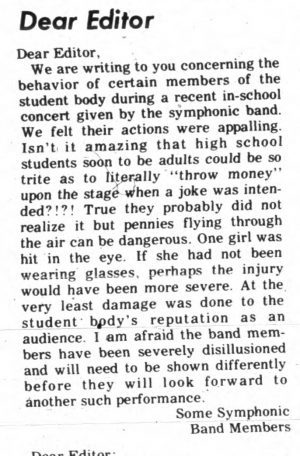 Dear Editor
Dear Editor,
We are writing to you concerning the
behavior of certain members of the
student body during a recent in-school
concert given by the symphonic band.
We felt their actions were appalling.
Isn't it amazing that high school
students soon to be adults could be so
trite as to literally "throw money"
upon the stage when a joke was inten-
ded?!?! True they probably did not
realize it but pennies flying through
the air can be dangerous. One girl was
hit in the eye. If she had not been
wearing glasses, perhaps the injury
would have been more severe. At the
very least damage was done to the
student body's reputation as an
audience. I am afraid the band mem-
bers have been severely disillusioned
and will need to be shown differently
before they will look forward to
another such performance.
Some Symphonic
Band Members
Dear Editor: